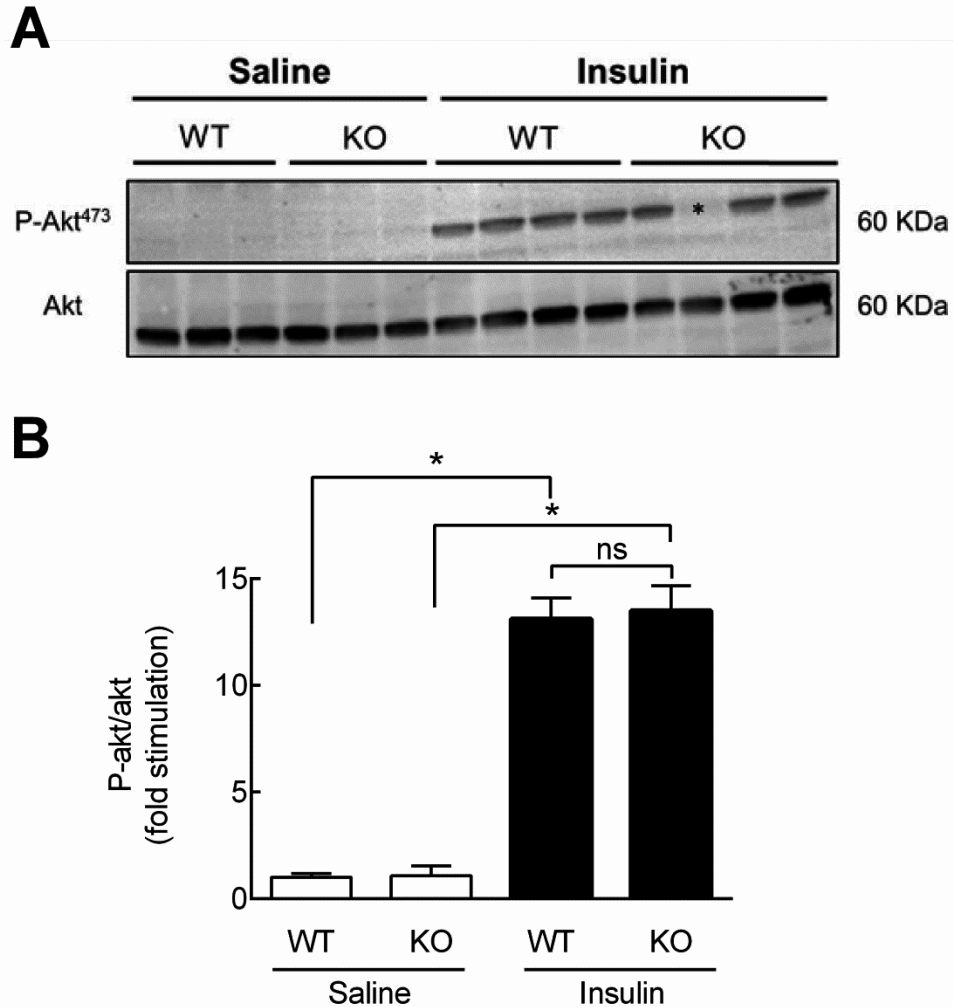 A
Saline Insulin
WT KO WT KO
P-Akt473 * 60 KDa
Akt 60 KDa
B
*
*
ns
15
10
5
0
P-akt/akt
(fold stimulation)
WT KO WT KO
Saline Insulin